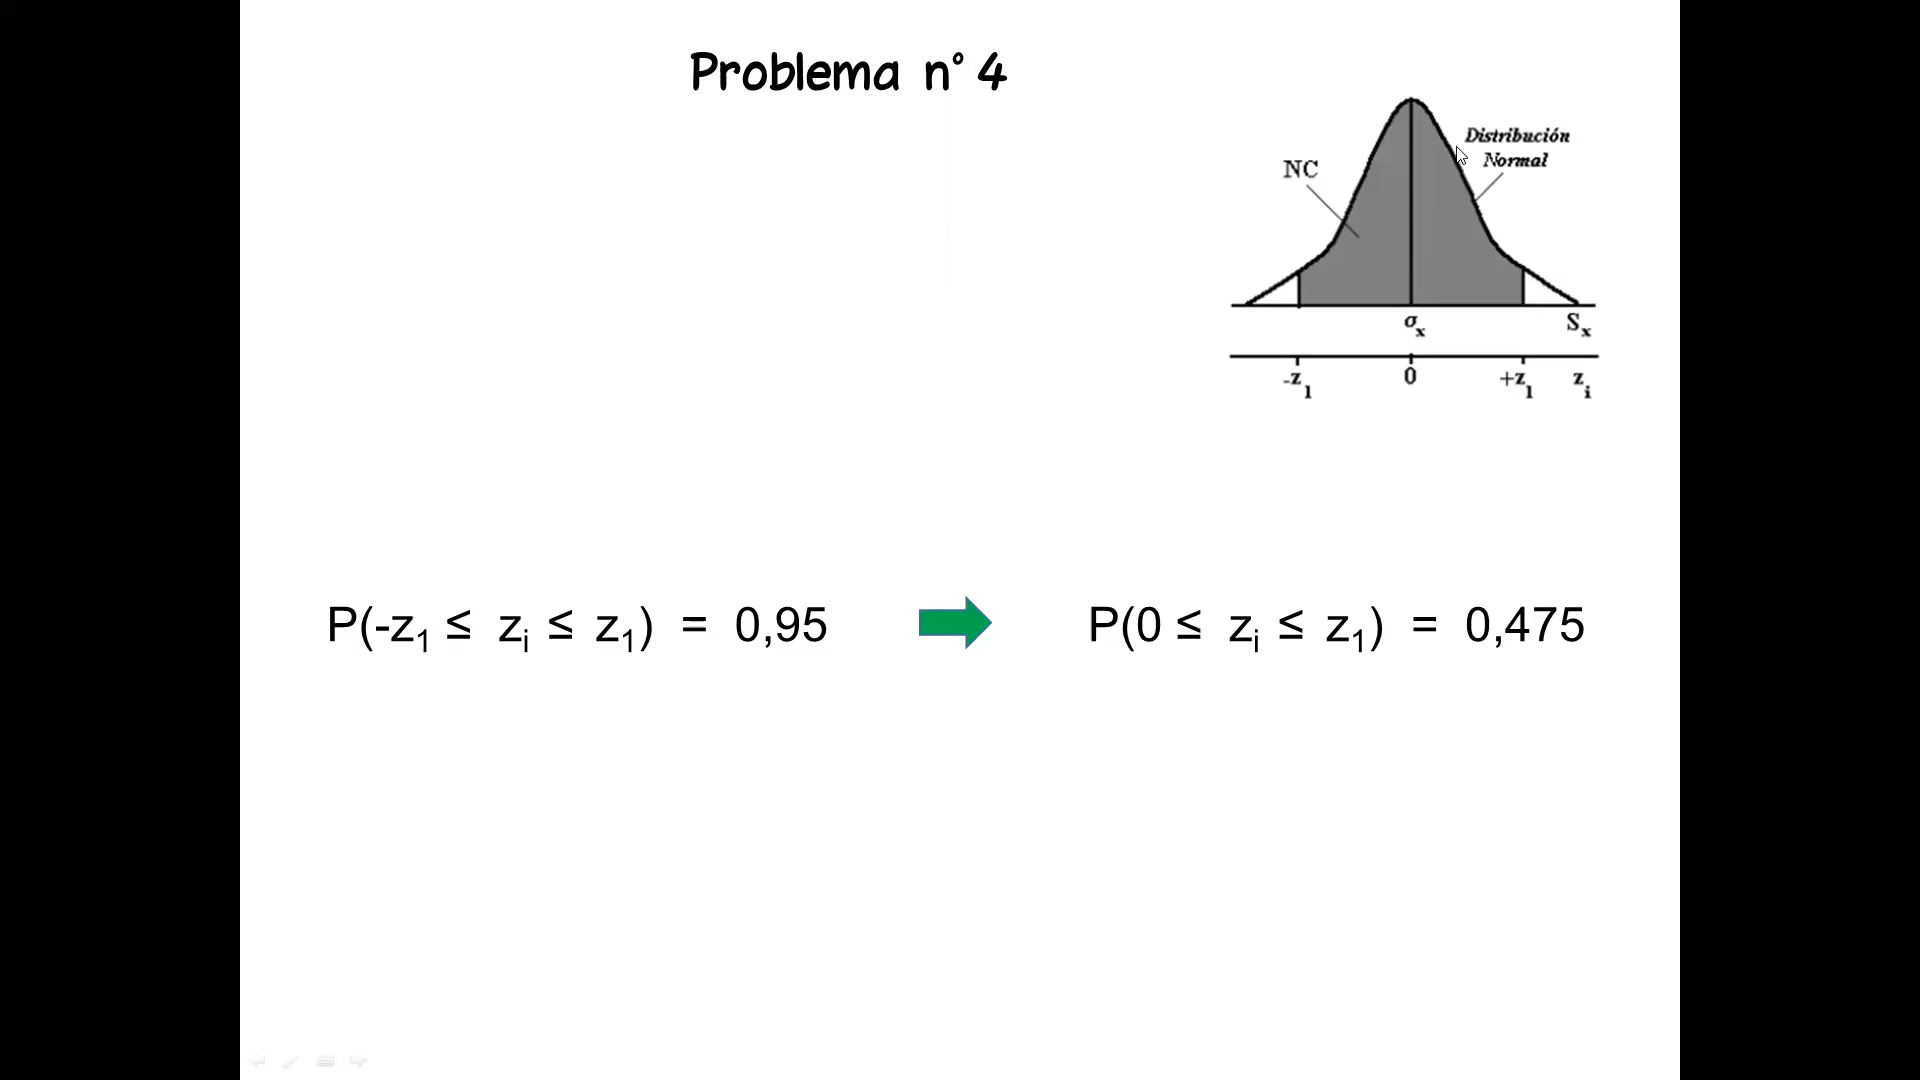 Problema n° 4
Distribución
Normal
NC
σx
Sx
-z1
0
+z1
zi
P(-z1 ≤ zi ≤ z1) = 0,95
P(0 ≤ zi ≤ z1) = 0,475